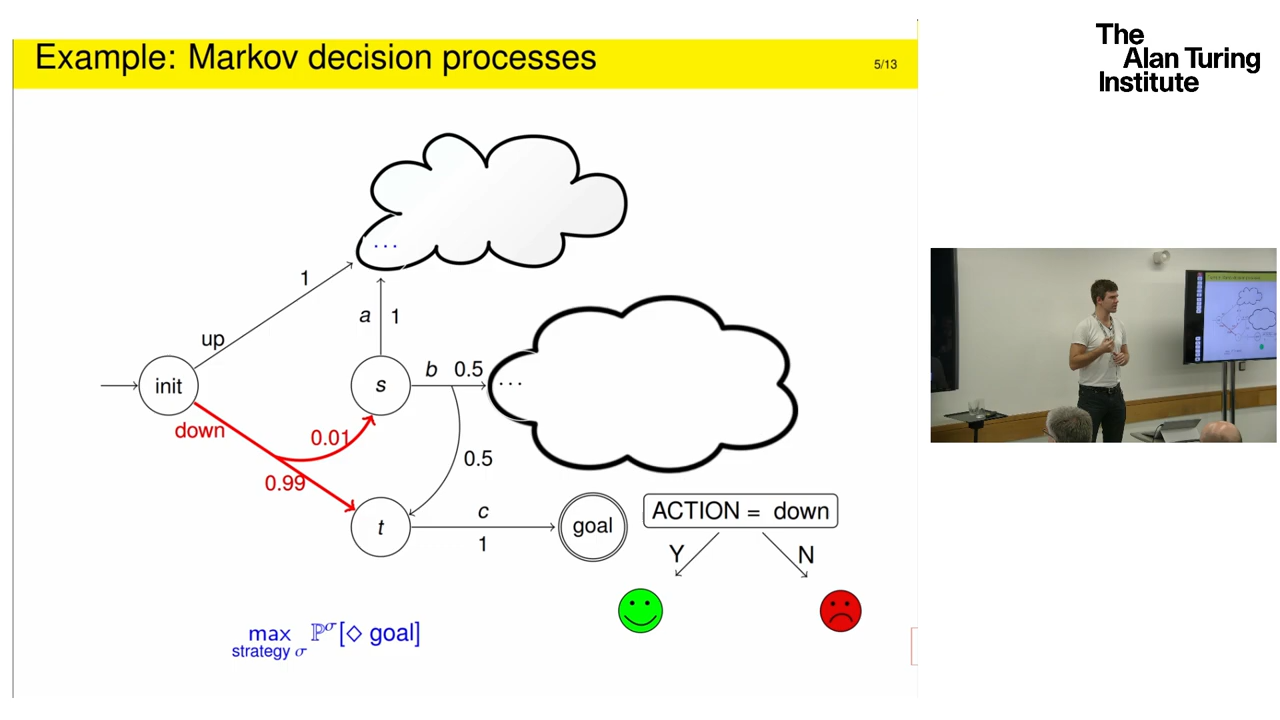 Example: Markov decision processes
5/13
The
Alan Turing
Institute
...
1
up
a 1
init
s
b 0.5
...
down
0.01
0.99
0.5
t
c
1
goal
ACTION = down
Y
N
max
strategy σ
ℙσ[◇ goal]